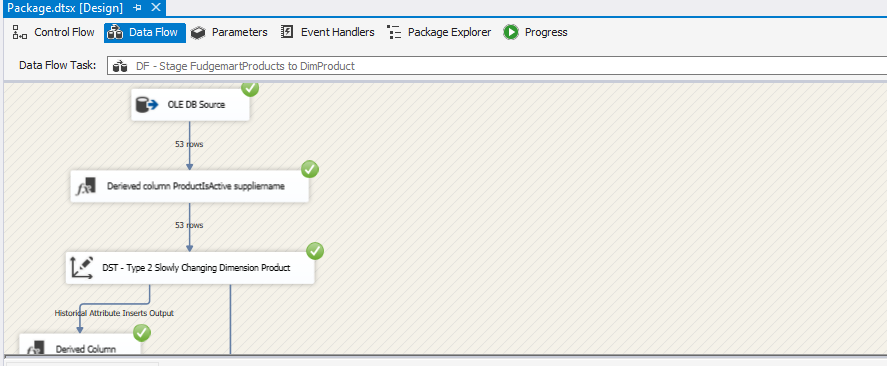 Package.dtsx [Design]
Control Flow Data Flow Parameters Event Handlers Package Explorer Progress
Data Flow Task: DF - Stage FudgemartProducts to DimProduct
OLE DB Source
53 rows
Derieved column ProductIsActive suppliername
53 rows
DST - Type 2 Slowly Changing Dimension Product
Historical Attribute Inserts Output
Derived Column